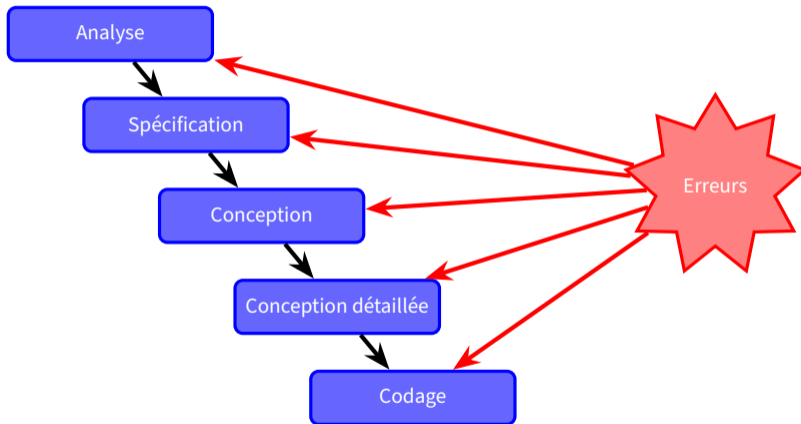 Analyse
Spécification
Erreurs
Conception
Conception détaillée
Codage